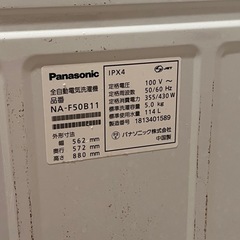 Panasonic
全自動電気洗濯機
品番
NA-F50B11
外形寸法
幅 562 mm
奥行 572 mm
高さ 880 mm
IPX4
JET
定格電圧 100 V～
定格周波数 50/60 Hz
定格消費電力 355/430 W
標準洗濯容量 5.0 kg
標準使用水量 114 L
製造番号 1813401589
パナソニック株式会社
中国製